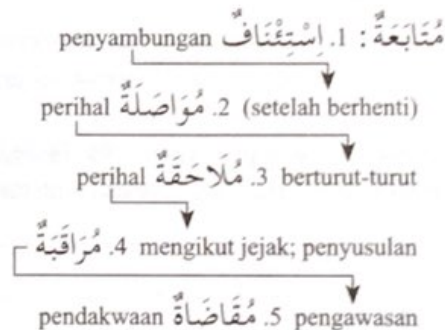 مُتَابَعَةٌ : 1. اِسْتِئْنَافٌ penyambungan
(setelah berhenti) 2. مُوَاصَلَةٌ perihal
berturut-turut 3. مُلَاحَقَةٌ perihal
mengikut jejak; penyusulan 4. مُرَاقَبَةٌ
pengawasan 5. مُقَاضَاةٌ pendakwaan